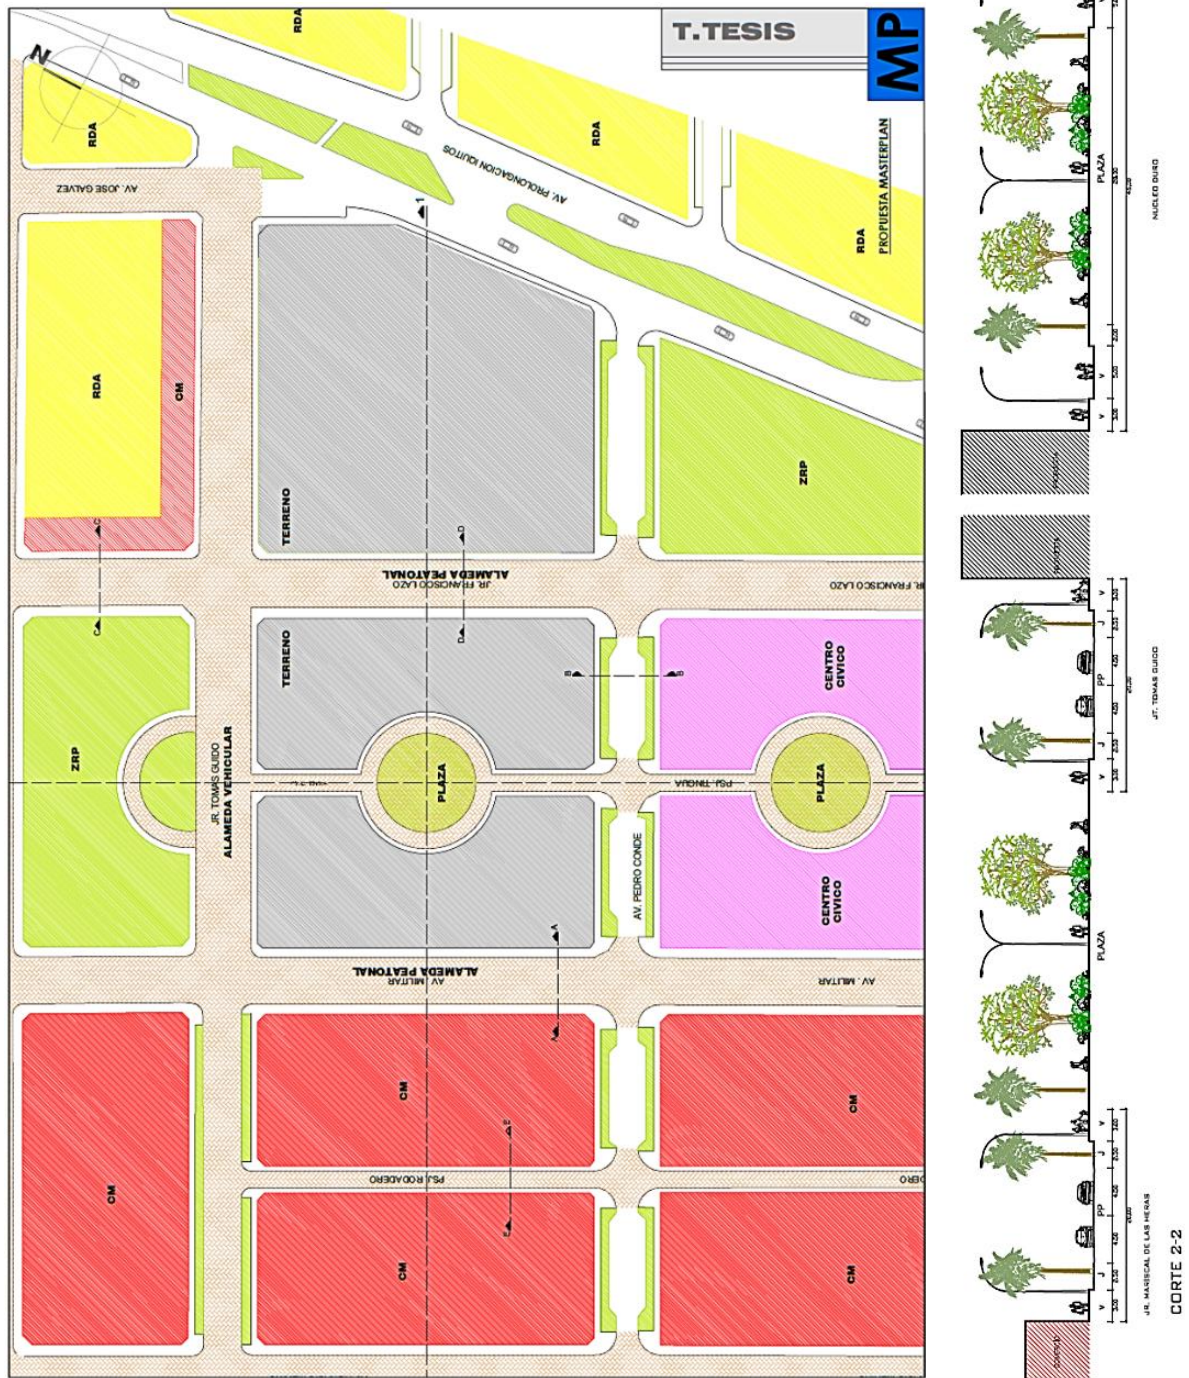 T.TESIS
MP
PROPUESTA MASTERPLAN
N
RDA
RDA
RDA
RDA
AV. JOSE GALVEZ
AV. PROLONGACION IQUITOS
1
RDA
CM
C
C
TERRENO
D
D
ZRP
ALAMEDA PEATONAL
JR. FRANCISCO LAZO
JR. FRANCISCO LAZO
ZRP
JR. TOMAS GUIDO
ALAMEDA VEHICULAR
TERRENO
PLAZA
B
B
CENTRO
CIVICO
PSJ. TINGUA
PLAZA
CENTRO
CIVICO
AV. PEDRO CONDE
A
A
ALAMEDA PEATONAL
AV. MILITAR
AV. MILITAR
CM
CM
CM
E
E
PSJ. RODADERO
DERO
CM
CM
PLAZA
NUCLEO DURO
V
V
V
J
PP
J
V
JT. TOMAS GUIDO
PLAZA
V
J
PP
J
V
JR. MARISCAL DE LAS HERAS
CORTE 2-2